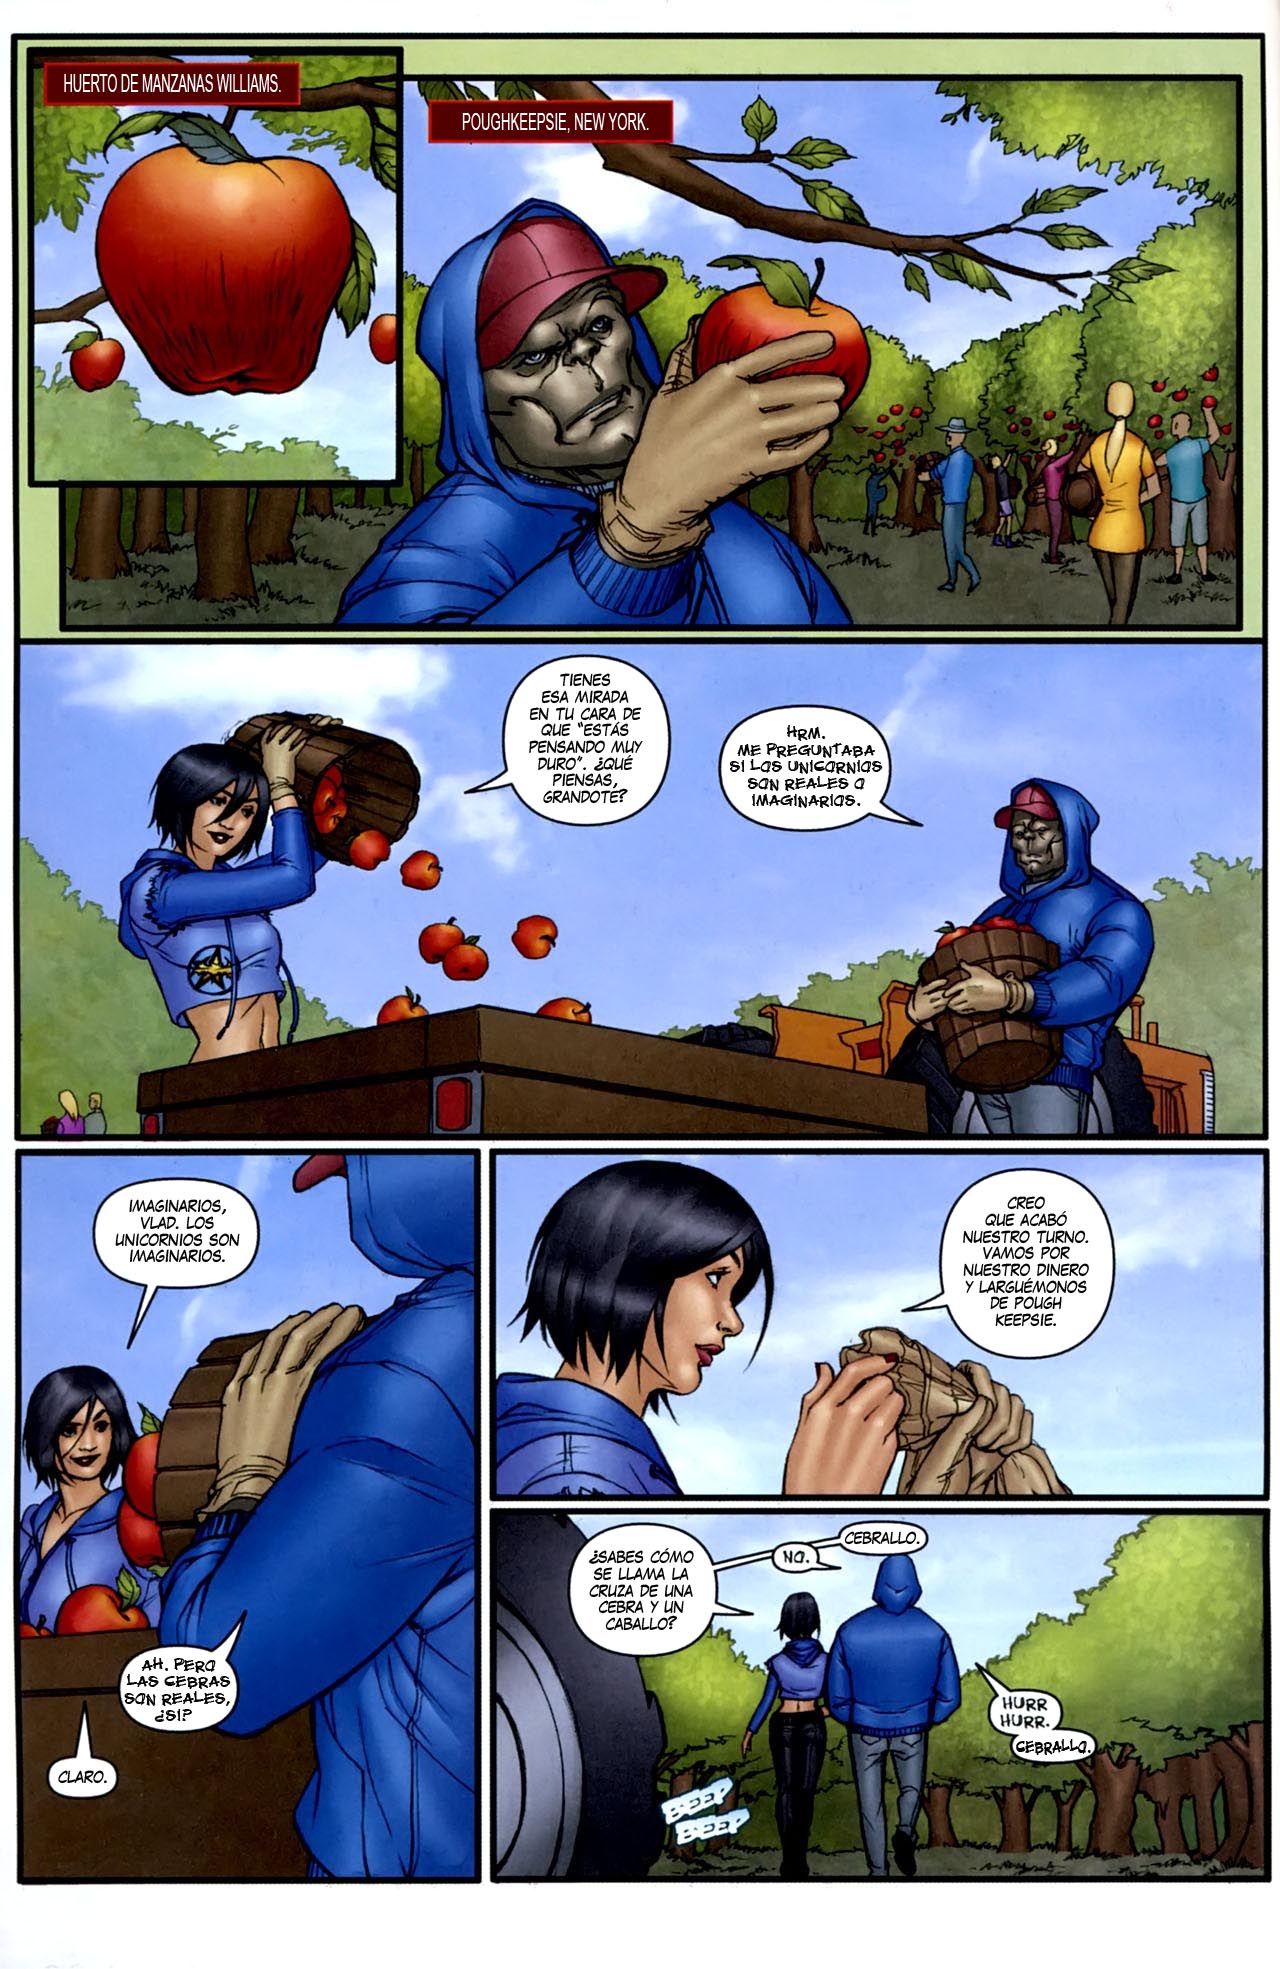 HUERTO DE MANZANAS WILLIAMS.
POUGHKEEPSIE, NEW YORK.
TIENES
ESA MIRADA
EN TU CARA DE
QUE "ESTÁS
PENSANDO MUY
DURO". ¿QUÉ
PIENSAS,
GRANDOTE?
HRM.
ME PREGUNTABA
SI LOS UNICORNIOS
SON REALES O
IMAGINARIOS.
IMAGINARIOS,
VLAD. LOS
UNICORNIOS SON
IMAGINARIOS.
AH. PERO
LAS CEBRAS
SON REALES,
¿SI?
CLARO.
CREO
QUE ACABÓ
NUESTRO TURNO.
VAMOS POR
NUESTRO DINERO
Y LARGUÉMONOS
DE POUGH
KEEPSIE.
¿SABES CÓMO
SE LLAMA LA
CRUZA DE UNA
CEBRA Y UN
CABALLO?
NO.
CEBRALLO.
HURR
HURR.
CEBRALLO.
BEEP
BEEP